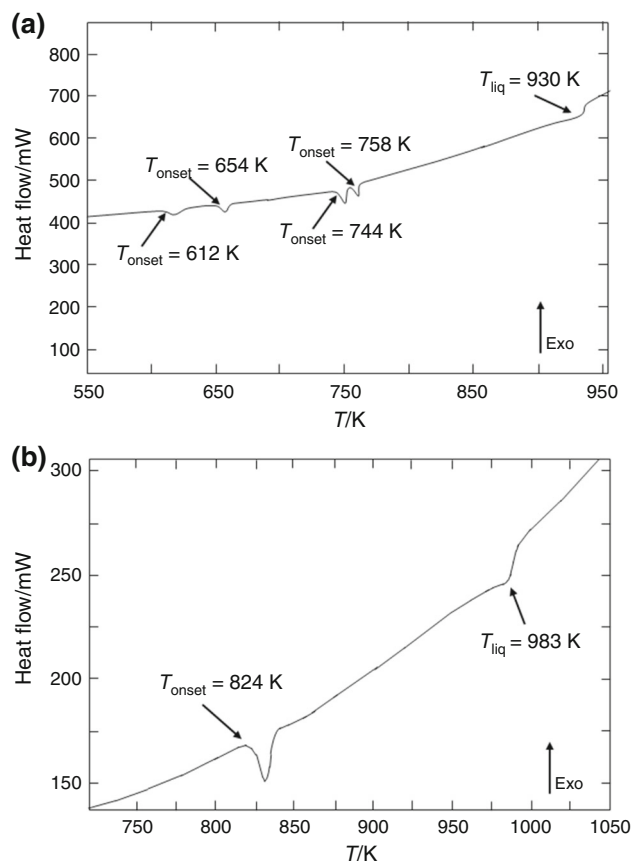 (a)
Heat flow/mW
800
700
600
500
400
300
200
100
T_liq = 930 K
T_onset = 654 K
T_onset = 758 K
T_onset = 612 K
T_onset = 744 K
Exo
550
650
750
850
950
T/K
(b)
Heat flow/mW
300
250
200
150
T_onset = 824 K
T_liq = 983 K
Exo
750
800
850
900
950
1000
1050
T/K